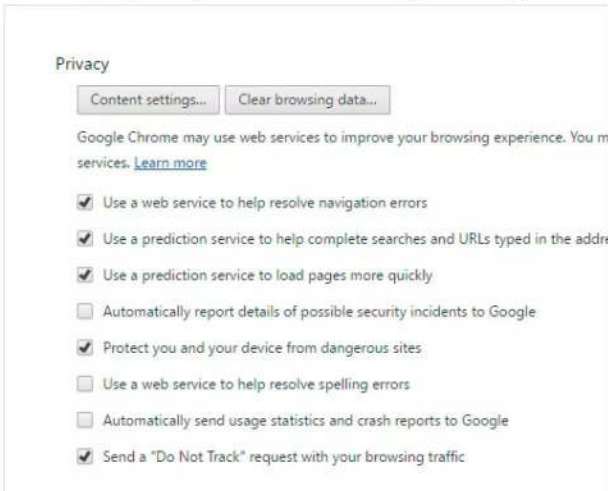 Privacy
Content settings... Clear browsing data...
Google Chrome may use web services to improve your browsing experience. You m
services. Learn more
Use a web service to help resolve navigation errors
Use a prediction service to help complete searches and URLs typed in the addre
Use a prediction service to load pages more quickly
Automatically report details of possible security incidents to Google
Protect you and your device from dangerous sites
Use a web service to help resolve spelling errors
Automatically send usage statistics and crash reports to Google
Send a "Do Not Track" request with your browsing traffic